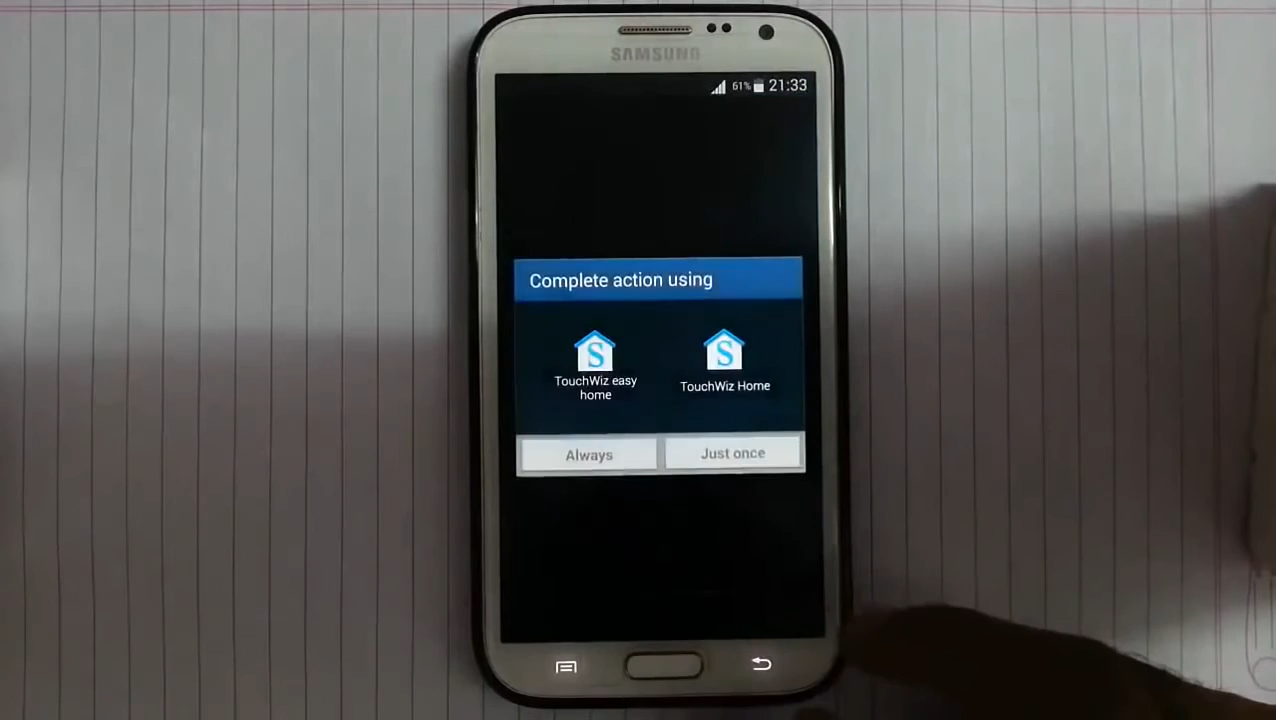 SAMSUNG
61% 21:33
Complete action using
S S
TouchWiz easy
home
TouchWiz Home
Always Just once